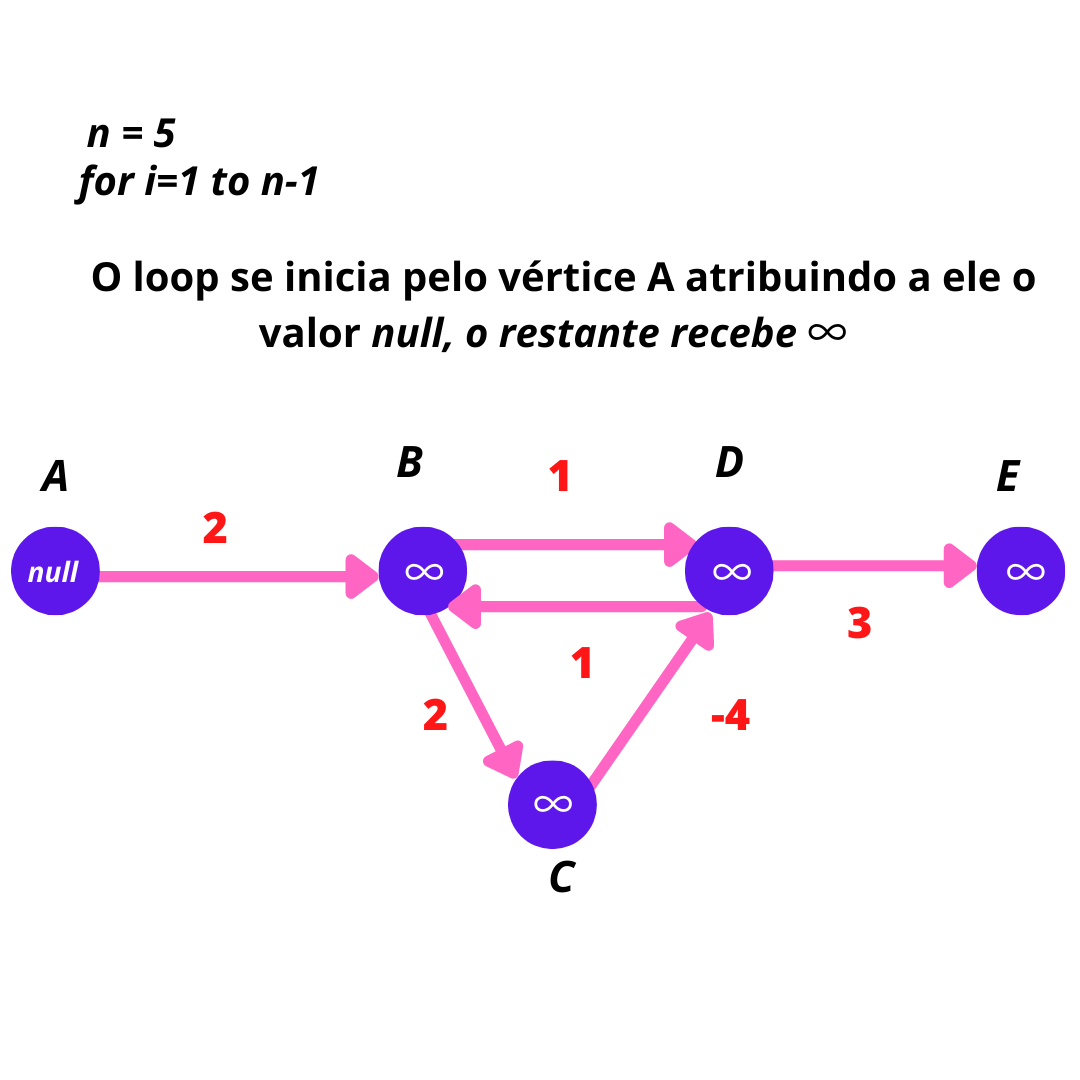 n = 5
for i=1 to n-1
O loop se inicia pelo vértice A atribuindo a ele o
valor null, o restante recebe ∞
A
B
D
E
2
1
null
∞
∞
∞
1
3
2
-4
∞
C